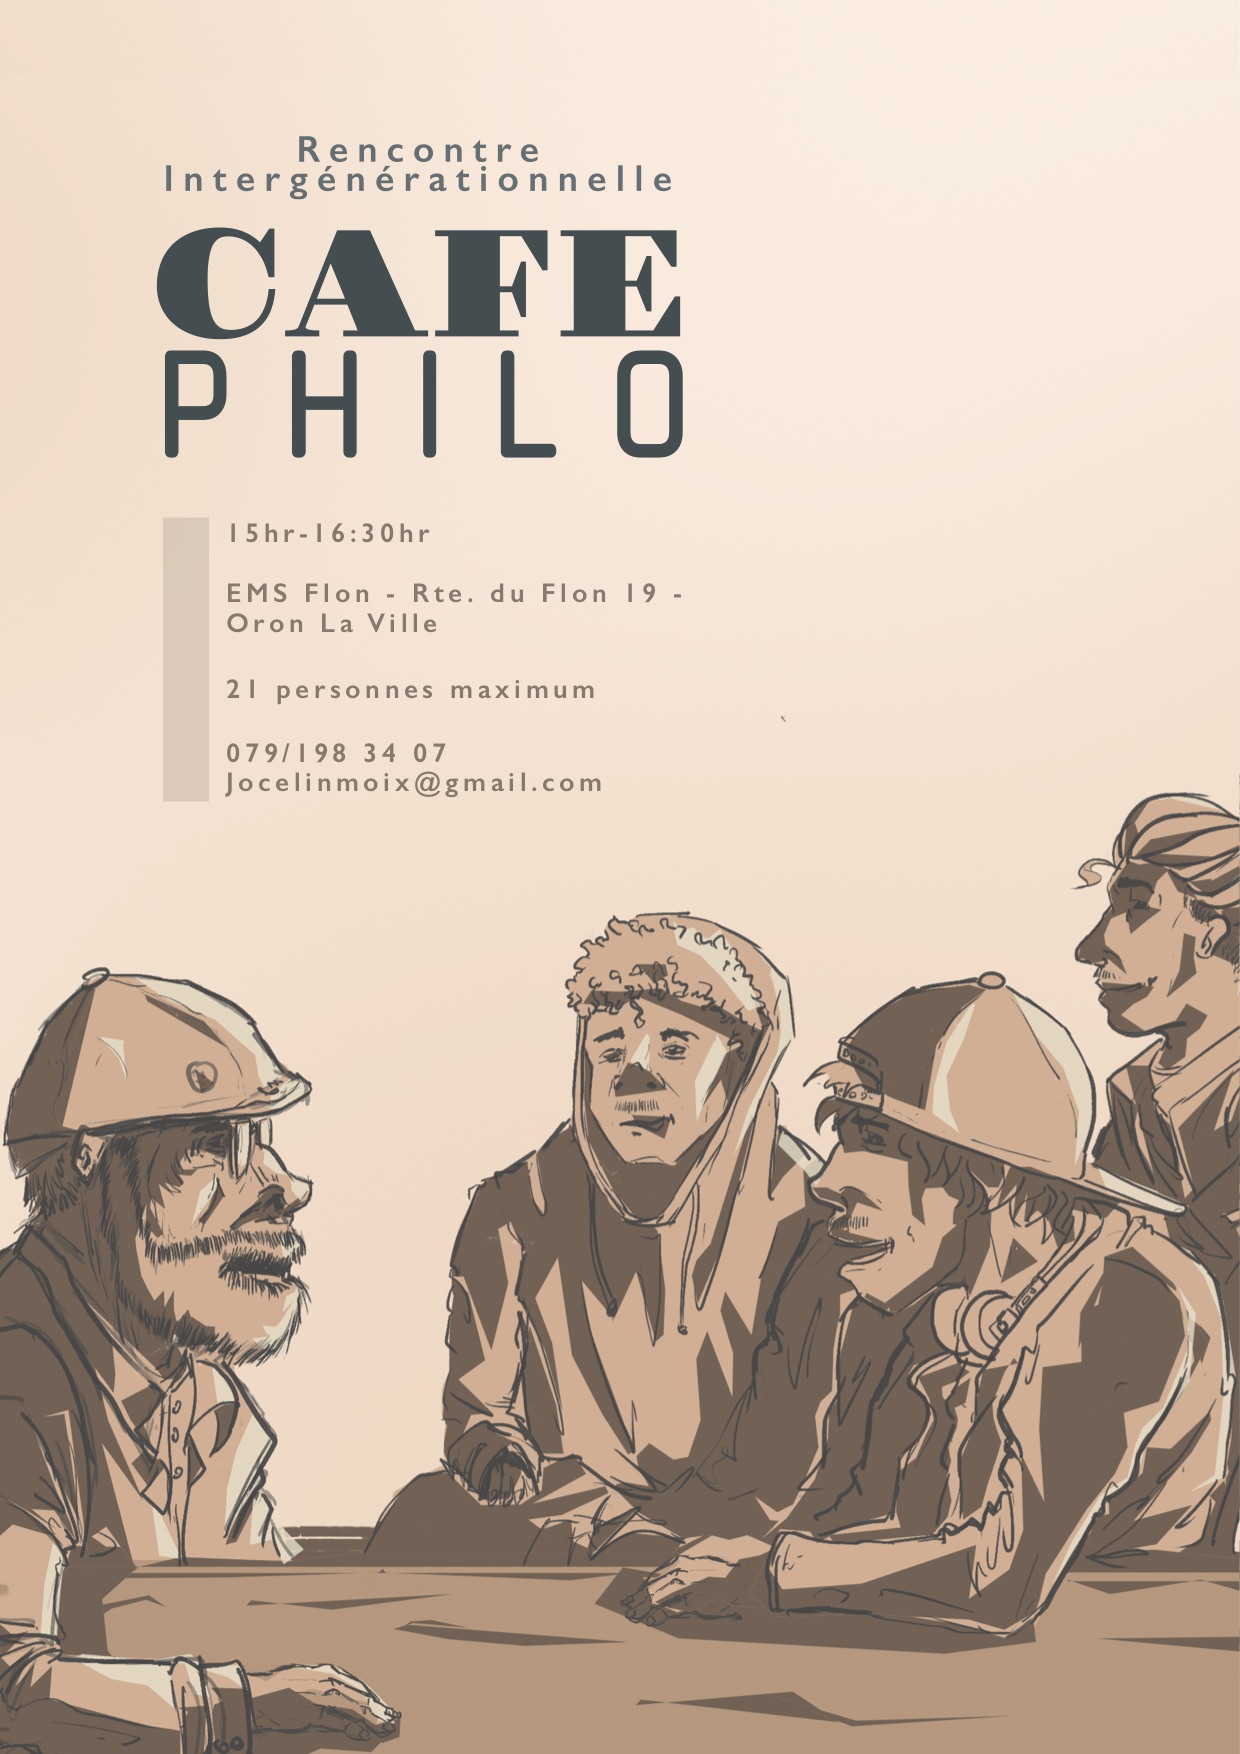 Rencontre
Intergénérationnelle
CAFE
PHILO
15hr-16:30hr
EMS Flon - Rte. du Flon 19 -
Oron La Ville
21 personnes maximum
079/198 34 07
Jocelinmoix@gmail.com